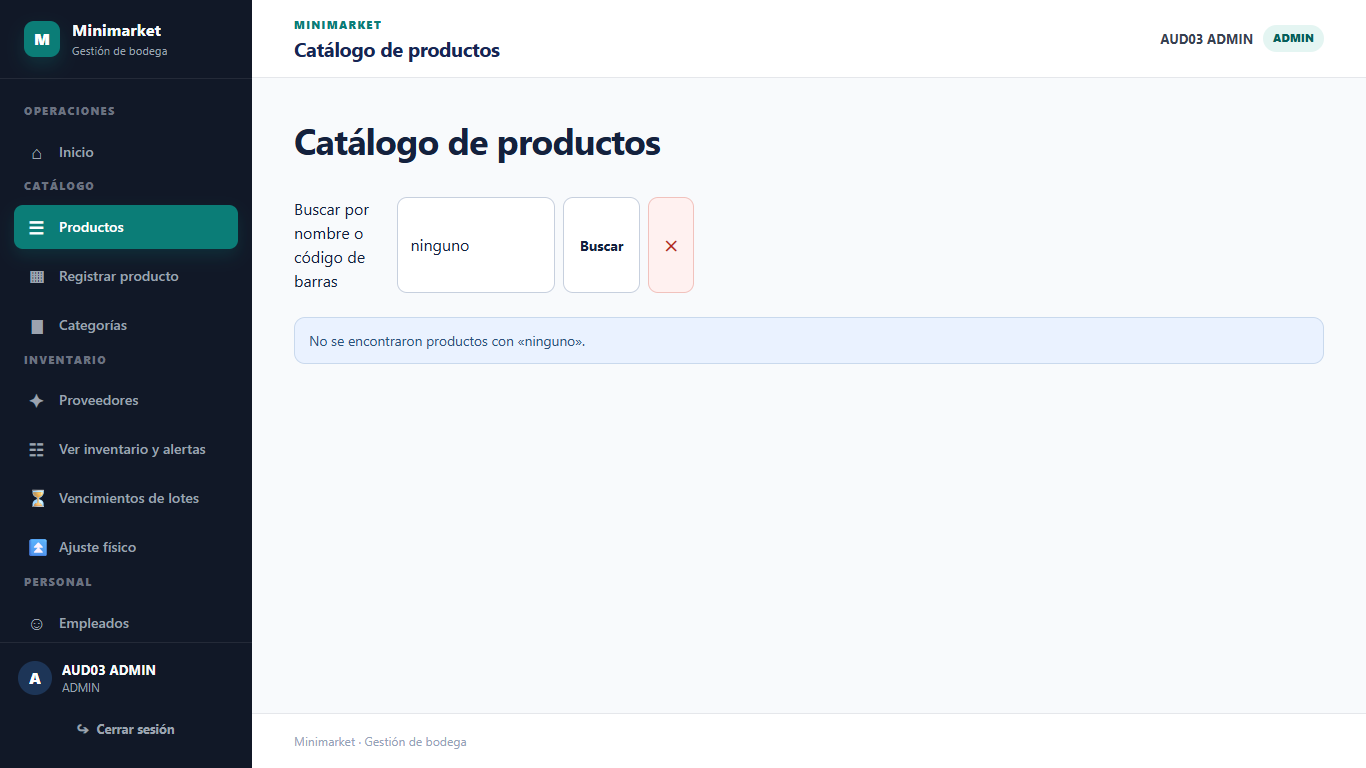 M
Minimarket
Gestión de bodega
OPERACIONES
Inicio
CATÁLOGO
Productos
Registrar producto
Categorías
INVENTARIO
Proveedores
Ver inventario y alertas
Vencimientos de lotes
Ajuste físico
PERSONAL
Empleados
A
AUD03 ADMIN
ADMIN
Cerrar sesión
MINIMARKET
Catálogo de productos
AUD03 ADMIN
ADMIN
Catálogo de productos
Buscar por
nombre o
código de
barras
ninguno
Buscar
No se encontraron productos con «ninguno».
Minimarket · Gestión de bodega